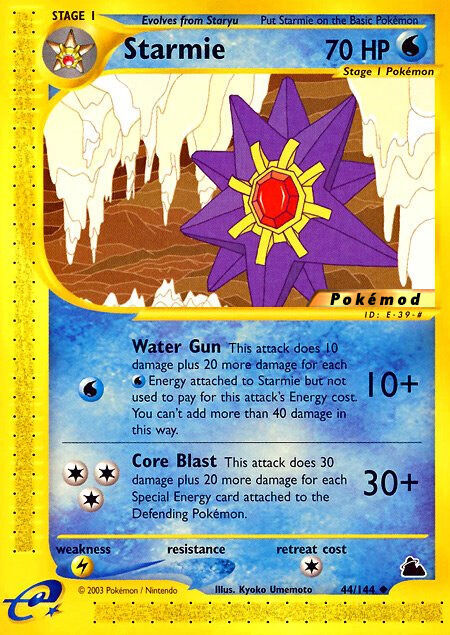 STAGE 1
Evolves from Staryu
Put Starmie on the Basic Pokémon
Starmie
70 HP
Stage 1 Pokémon
Pokémod
ID: E-39-#
Water Gun This attack does 10
damage plus 20 more damage for each
Energy attached to Starmie but not
used to pay for this attack's Energy cost.
You can't add more than 40 damage in
this way.
10+
Core Blast This attack does 30
damage plus 20 more damage for each
Special Energy card attached to the
Defending Pokémon.
30+
weakness
resistance
retreat cost
© 2003 Pokémon / Nintendo
Illus. Kyoko Umemoto
44/144
e